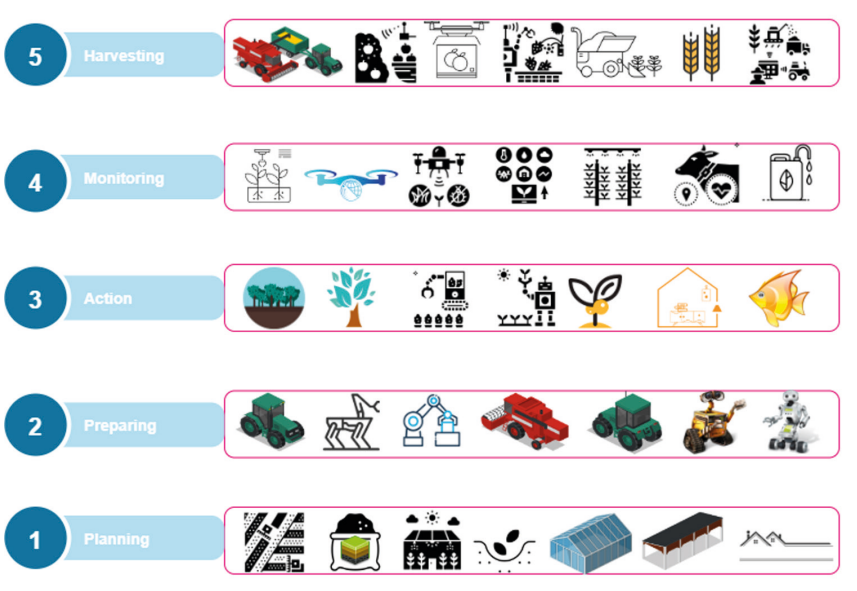 5 Harvesting
4 Monitoring
3 Action
2 Preparing
1 Planning